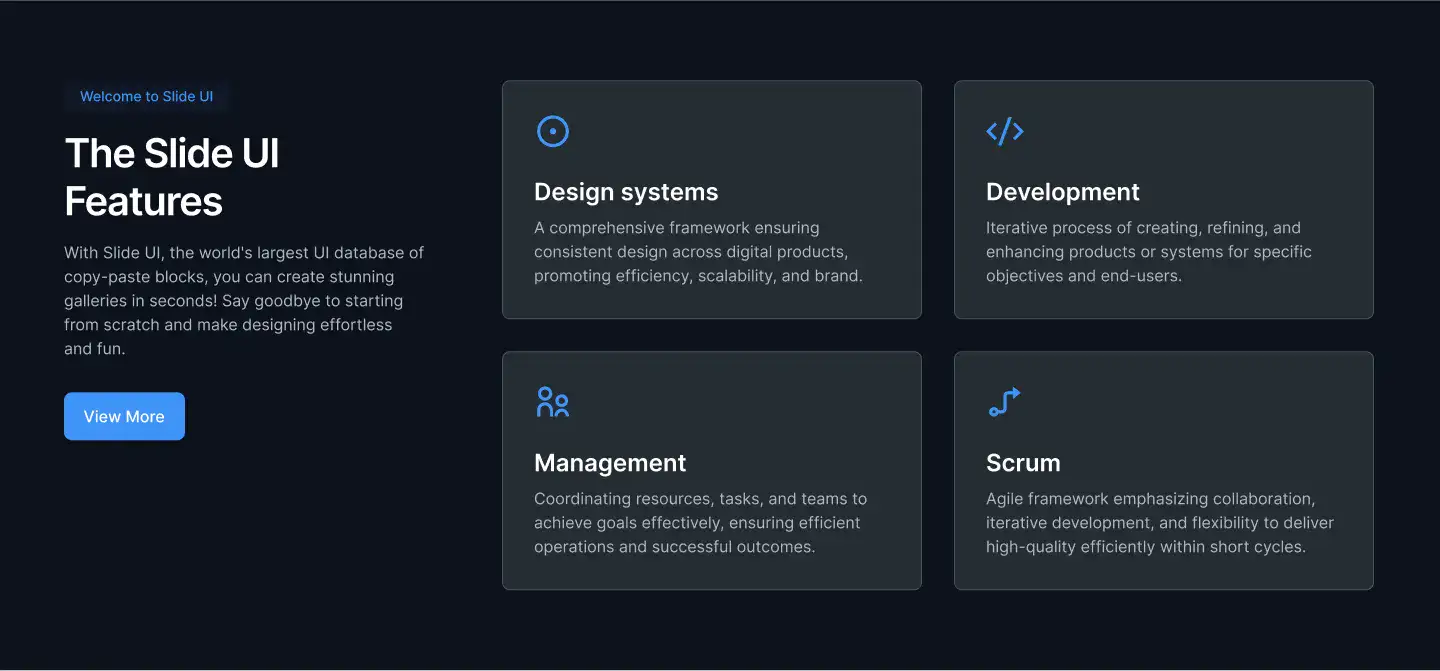 Welcome to Slide UI
The Slide UI
Features
With Slide UI, the world's largest UI database of
copy-paste blocks, you can create stunning
galleries in seconds! Say goodbye to starting
from scratch and make designing effortless
and fun.
View More
Design systems
A comprehensive framework ensuring
consistent design across digital products,
promoting efficiency, scalability, and brand.
Development
Iterative process of creating, refining, and
enhancing products or systems for specific
objectives and end-users.
Management
Coordinating resources, tasks, and teams to
achieve goals effectively, ensuring efficient
operations and successful outcomes.
Scrum
Agile framework emphasizing collaboration,
iterative development, and flexibility to deliver
high-quality efficiently within short cycles.